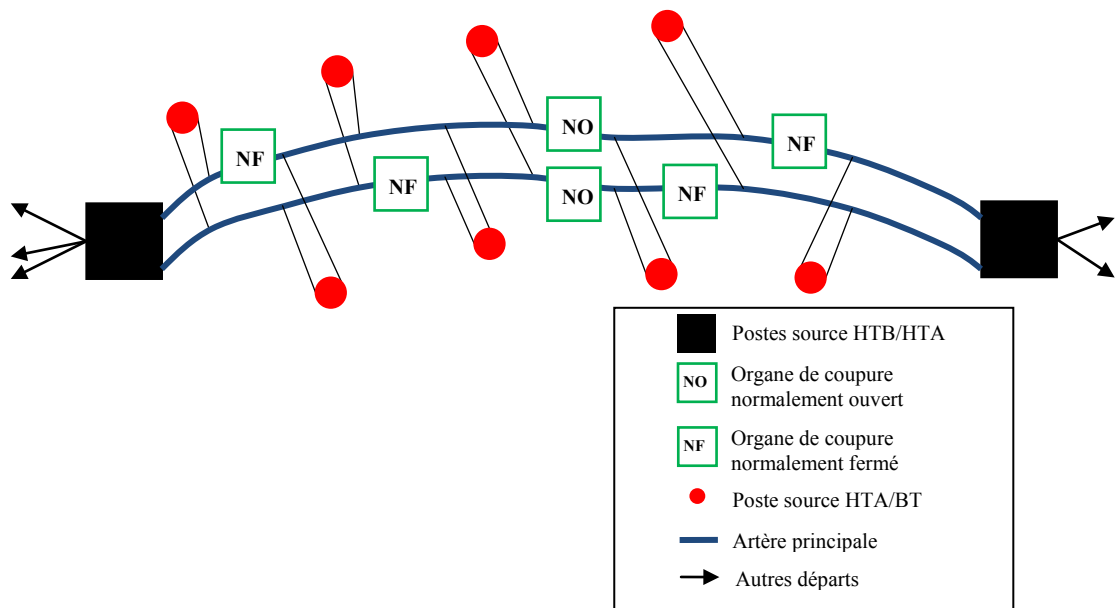 NO
NF
NF
NF
NO
NF
Postes source HTB/HTA
NO
Organe de coupure
normalement ouvert
NF
Organe de coupure
normalement fermé
Poste source HTA/BT
Artère principale
Autres départs